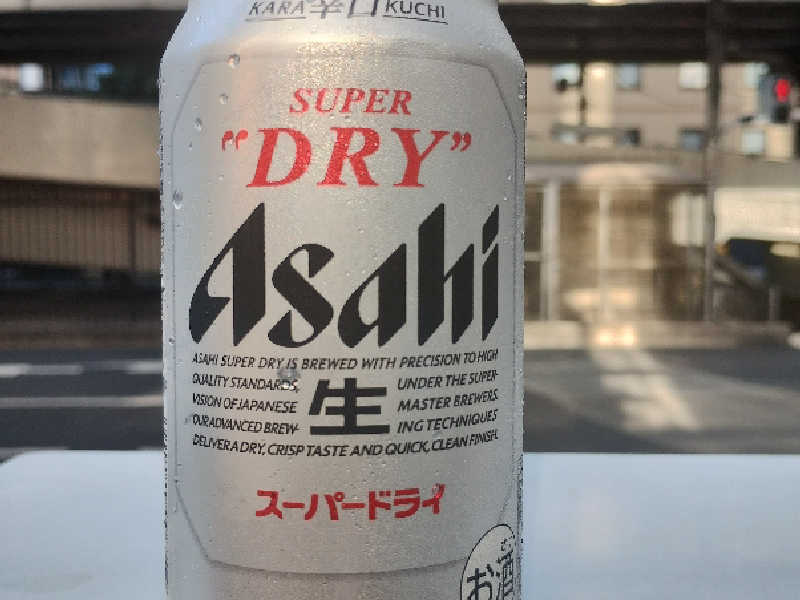 KARA 辛口 KUCHI
SUPER
"DRY"
Asahi
ASAHI SUPER DRY IS BREWED WITH PRECISION TO HIGH
QUALITY STANDARDS, UNDER THE SUPER-
VISION OF JAPANESE MASTER BREWERS.
OUR ADVANCED BREW- ING TECHNIQUES
生
DELIVER A DRY, CRISP TASTE AND QUICK, CLEAN FINISH.
スーパードライ
お酒